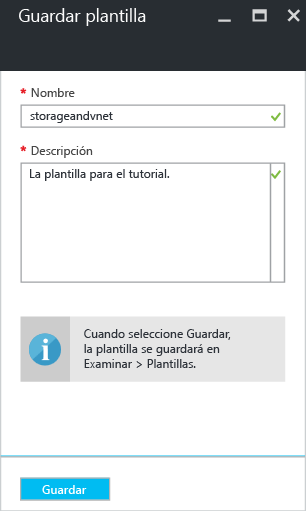 Guardar plantilla
* Nombre
storageandvnet
* Descripción
La plantilla para el tutorial.
Cuando seleccione Guardar,
la plantilla se guardará en
Examinar > Plantillas.
Guardar